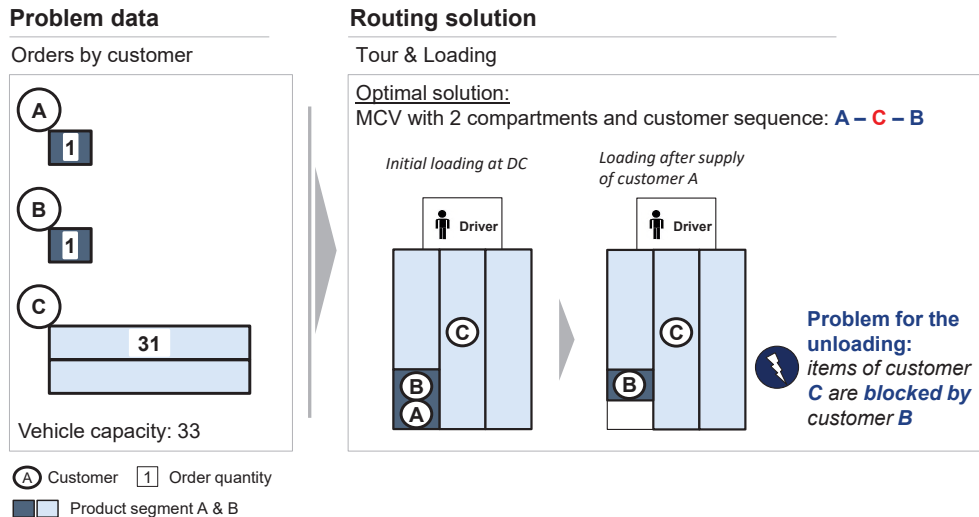 Problem data
Orders by customer
A
1
B
1
C
31
Vehicle capacity: 33
A Customer 1 Order quantity
Product segment A & B
Routing solution
Tour & Loading
Optimal solution:
MCV with 2 compartments and customer sequence: A – C – B
Initial loading at DC
Driver
C
B
A
Loading after supply
of customer A
Driver
C
B
Problem for the
unloading:
items of customer
C are blocked by
customer B